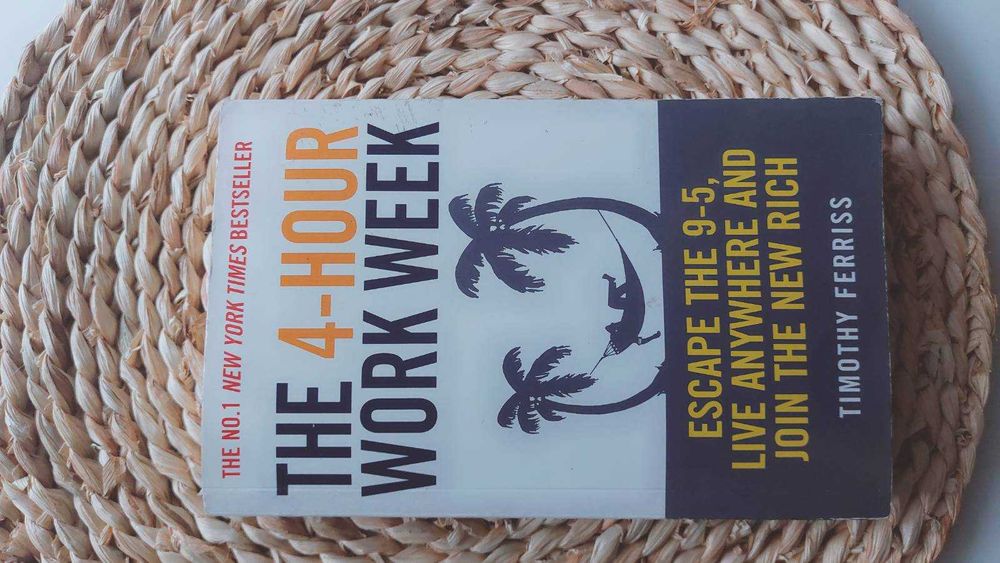 THE NO.1 NEW YORK TIMES BESTSELLER
THE 4-HOUR
WORK WEEK
ESCAPE THE 9-5,
LIVE ANYWHERE AND
JOIN THE NEW RICH
TIMOTHY FERRISS